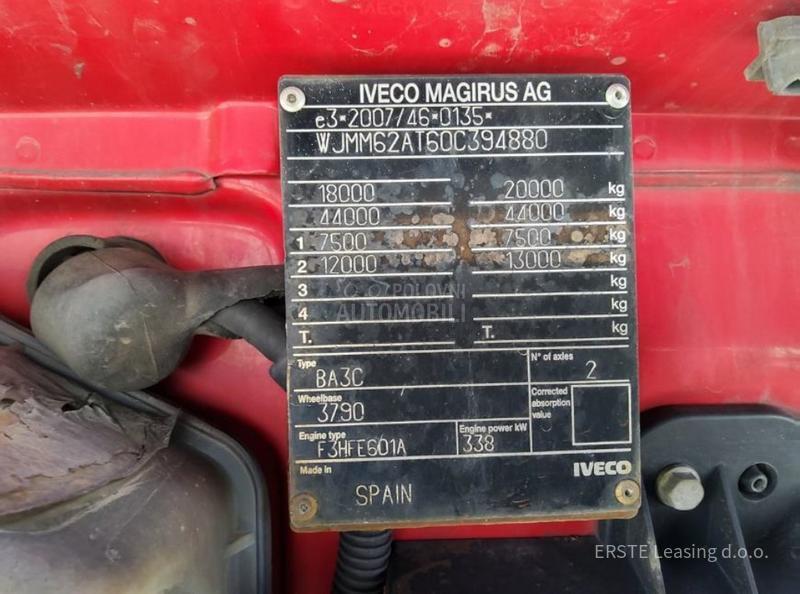 IVECO MAGIRUS AG
e3*2007/46*0135*
WJMM62AT60C394880
18000 20000 kg
44000 44000 kg
1 7500 7500 kg
2 12000 13000 kg
3 kg
4 kg
T. T. kg
POLOVNI
AUTOMOBILI
Type BA3C N° of axles 2
Wheelbase 3790 Corrected absorption value
Engine type F3HFE601A Engine power kW 338
Made in SPAIN IVECO
ERSTE Leasing d.o.o.